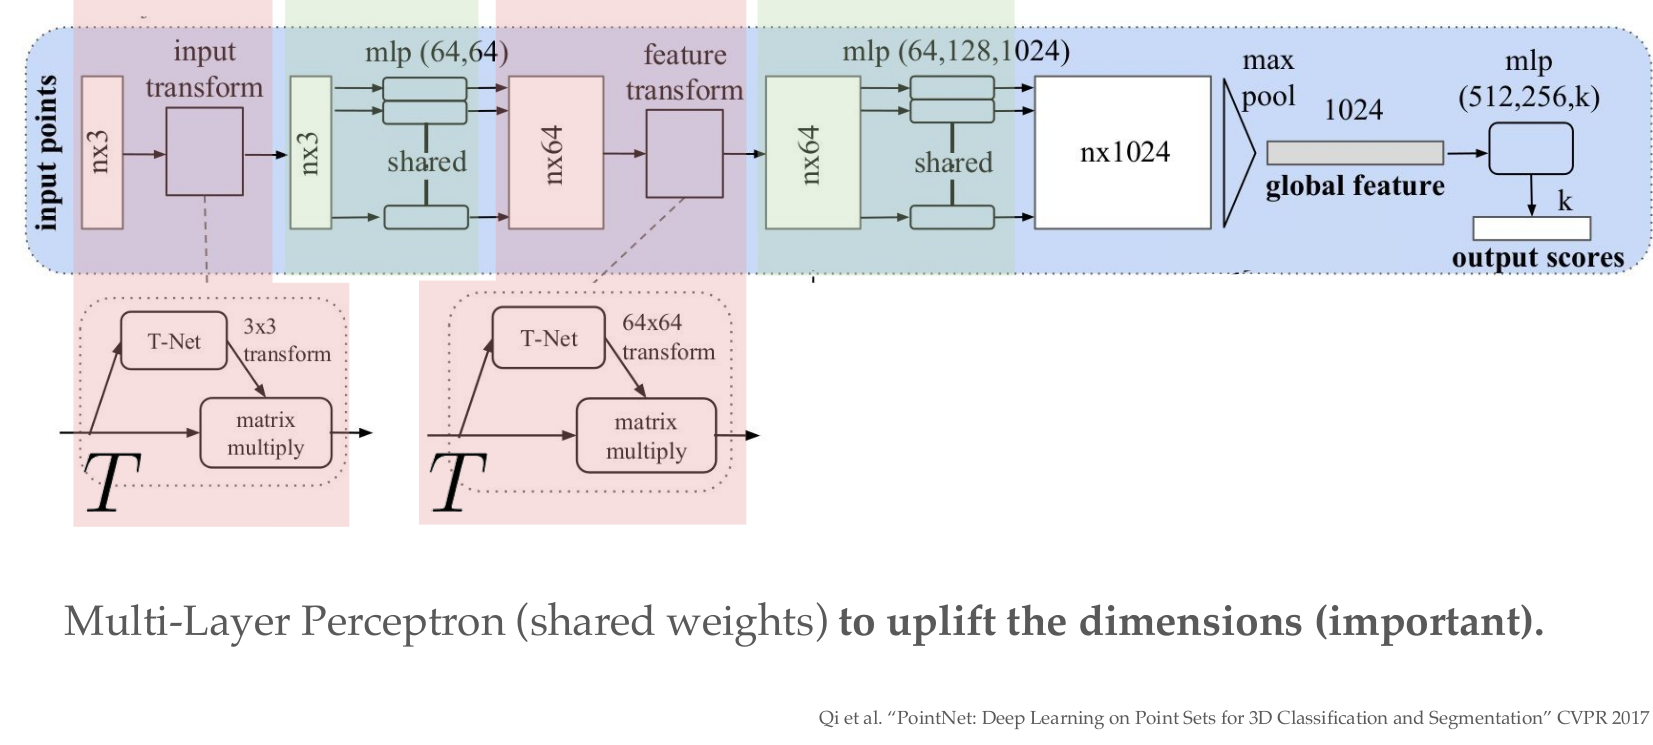 input points
nx3
input
transform
nx3
mlp (64,64)
shared
nx64
feature
transform
nx64
mlp (64,128,1024)
shared
nx1024
max
pool
1024
global feature
mlp
(512,256,k)
k
output scores
T-Net
3x3
transform
matrix
multiply
T
T-Net
64x64
transform
matrix
multiply
T
Multi-Layer Perceptron (shared weights) to uplift the dimensions (important).
Qi et al. “PointNet: Deep Learning on Point Sets for 3D Classification and Segmentation” CVPR 2017